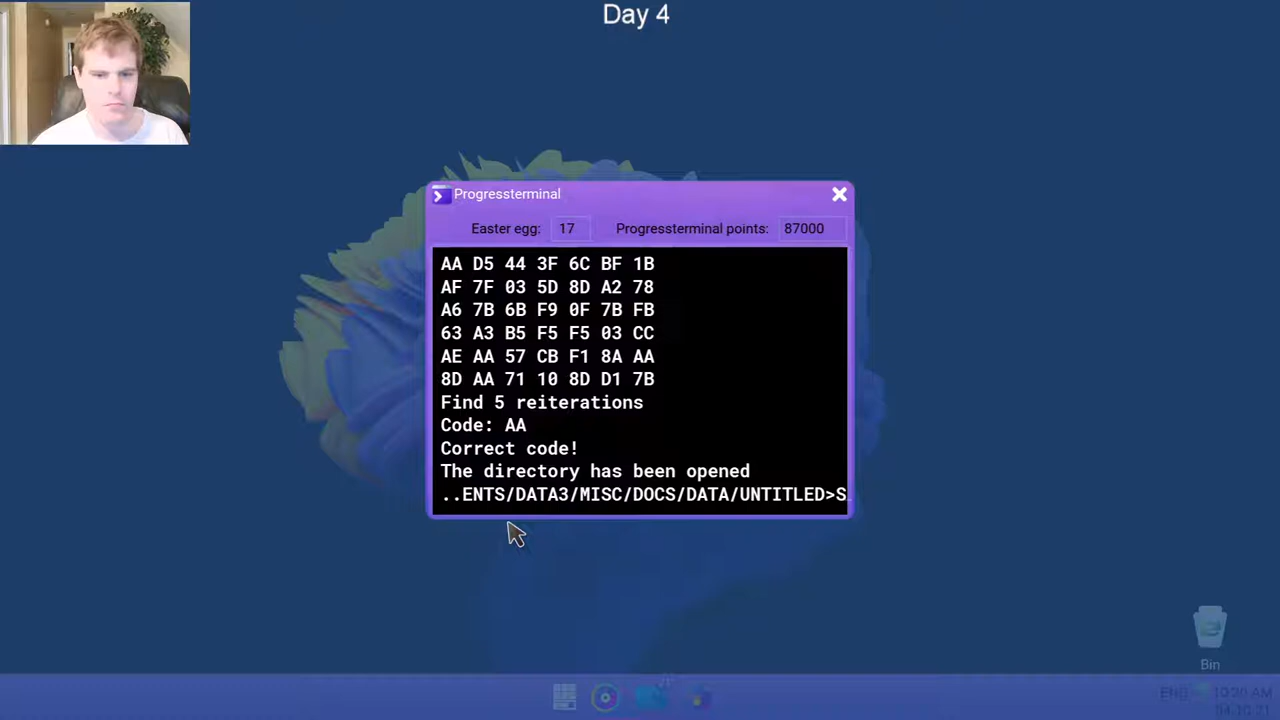 Day 4
Progressterminal
Easter egg: 17 Progressterminal points: 87000
AA D5 44 3F 6C BF 1B
AF 7F 03 5D 8D A2 78
A6 7B 6B F9 0F 7B FB
63 A3 B5 F5 F5 03 CC
AE AA 57 CB F1 8A AA
8D AA 71 10 8D D1 7B
Find 5 reiterations
Code: AA
Correct code!
The directory has been opened
..ENTS/DATA3/MISC/DOCS/DATA/UNTITLED>S
Bin
ENG 10:30 AM